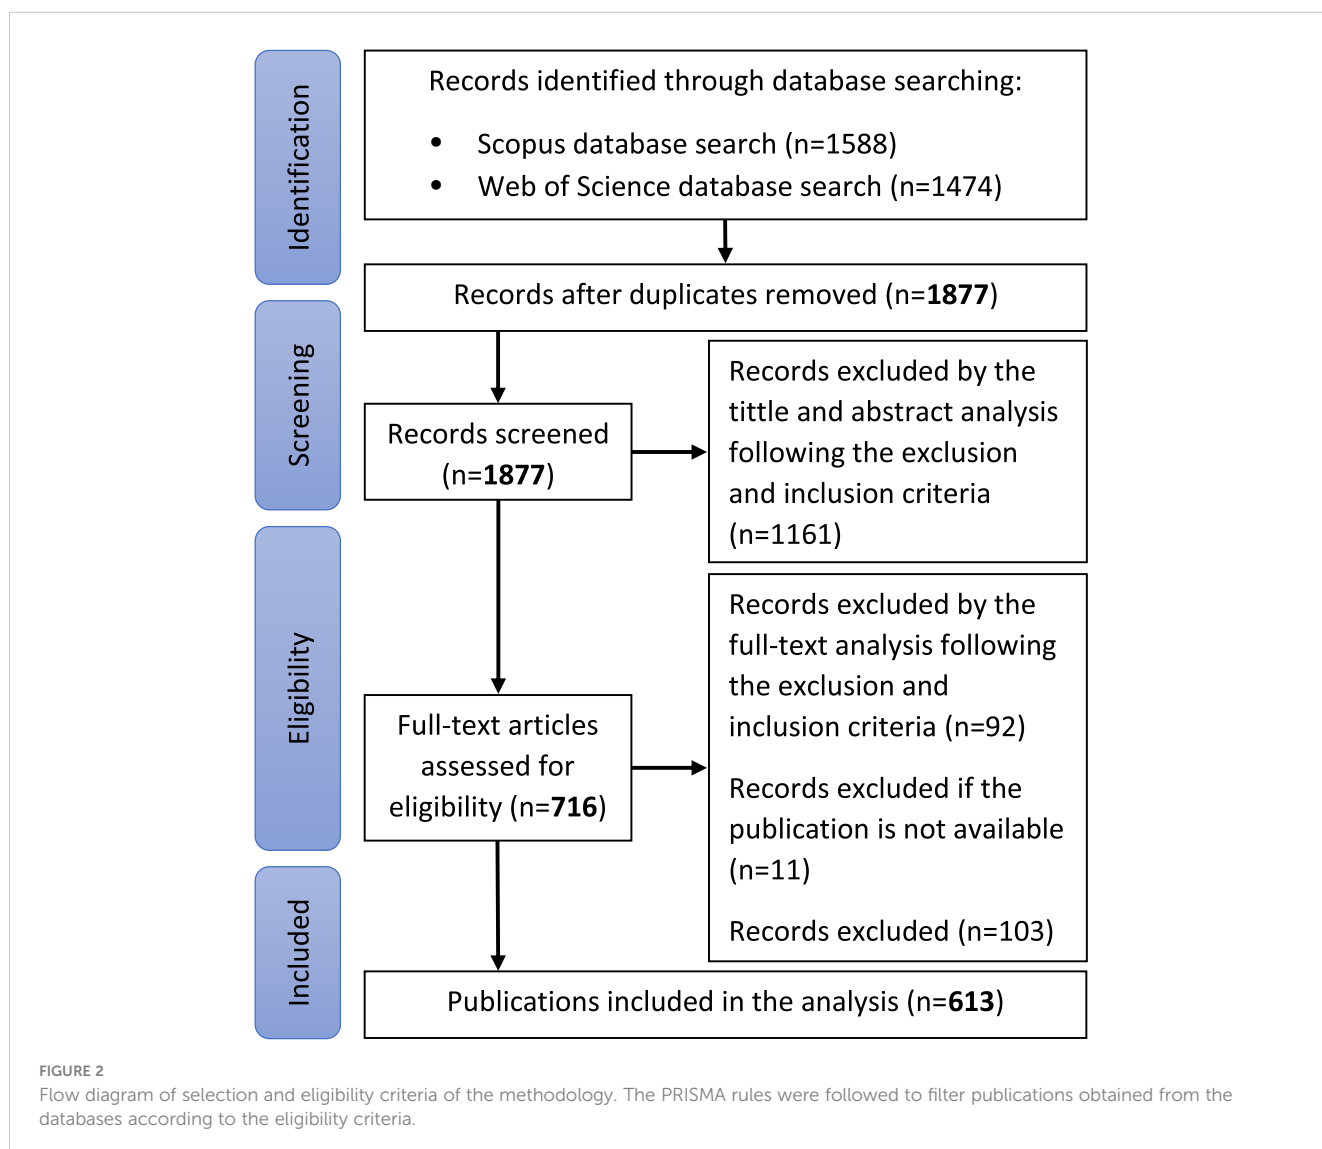 Identification
Records identified through database searching:
• Scopus database search (n=1588)
• Web of Science database search (n=1474)
Records after duplicates removed (n=1877)
Screening
Records screened
(n=1877)
Records excluded by the
tittle and abstract analysis
following the exclusion
and inclusion criteria
(n=1161)
Eligibility
Full-text articles
assessed for
eligibility (n=716)
Records excluded by the
full-text analysis following
the exclusion and
inclusion criteria (n=92)
Records excluded if the
publication is not available
(n=11)
Records excluded (n=103)
Included
Publications included in the analysis (n=613)
FIGURE 2
Flow diagram of selection and eligibility criteria of the methodology. The PRISMA rules were followed to filter publications obtained from the
databases according to the eligibility criteria.